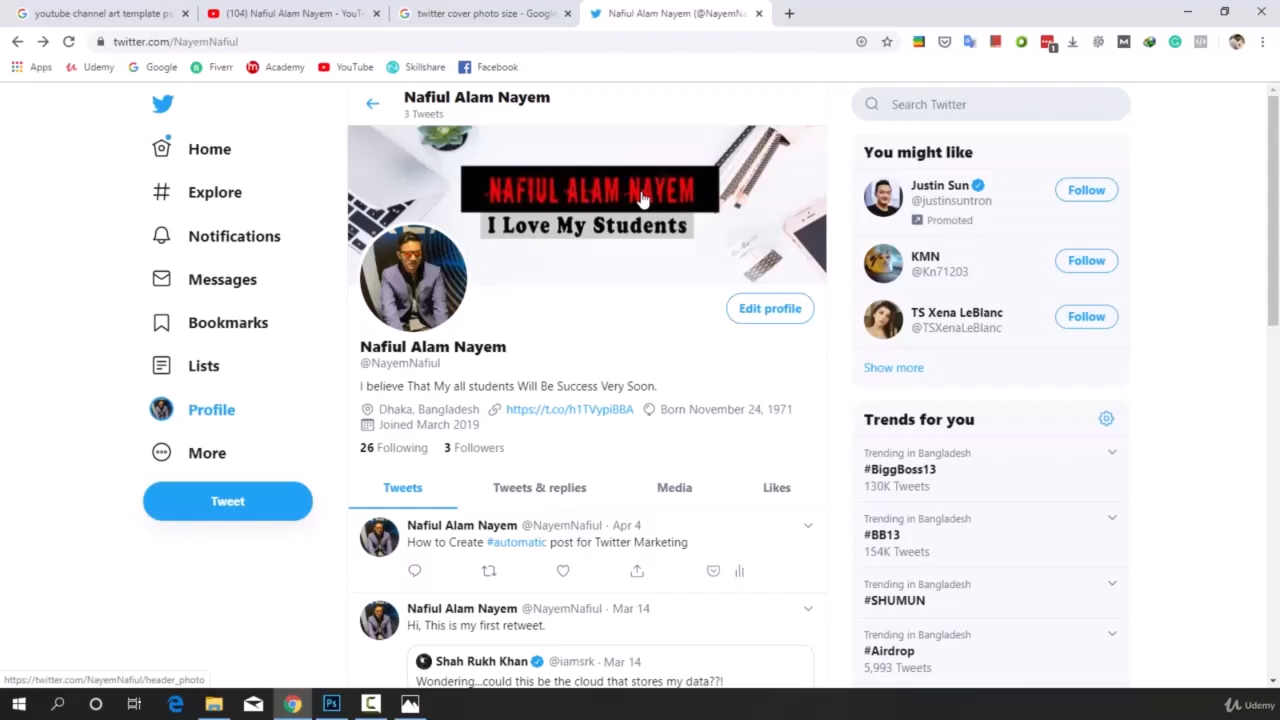 youtube channel art template ps
(104) Nafiul Alam Nayem - YouT
twitter cover photo size - Google
Nafiul Alam Nayem (@NayemNa
twitter.com/NayemNafiul
Apps
Udemy
Google
Fiverr
Academy
YouTube
Skillshare
Facebook
Nafiul Alam Nayem
3 Tweets
Home
Explore
Notifications
Messages
Bookmarks
Lists
Profile
More
Tweet
NAFIUL ALAM NAYEM
I Love My Students
Edit profile
Nafiul Alam Nayem
@NayemNafiul
I believe That My all students Will Be Success Very Soon.
Dhaka, Bangladesh https://t.co/h1TVypiBBA Born November 24, 1971
Joined March 2019
26 Following 3 Followers
Tweets Tweets & replies Media Likes
Nafiul Alam Nayem @NayemNafiul · Apr 4
How to Create #automatic post for Twitter Marketing
Nafiul Alam Nayem @NayemNafiul · Mar 14
Hi, This is my first retweet.
Shah Rukh Khan @iamsrk · Mar 14
Wondering...could this be the cloud that stores my data??!
Search Twitter
You might like
Justin Sun
@justinsuntron
Promoted
Follow
KMN
@Kn71203
Follow
TS Xena LeBlanc
@TSXenaLeBlanc
Follow
Show more
Trends for you
Trending in Bangladesh
#BiggBoss13
130K Tweets
Trending in Bangladesh
#BB13
154K Tweets
Trending in Bangladesh
#SHUMUN
Trending in Bangladesh
#Airdrop
5,993 Tweets
https://twitter.com/NayemNafiul/header_photo
Udemy